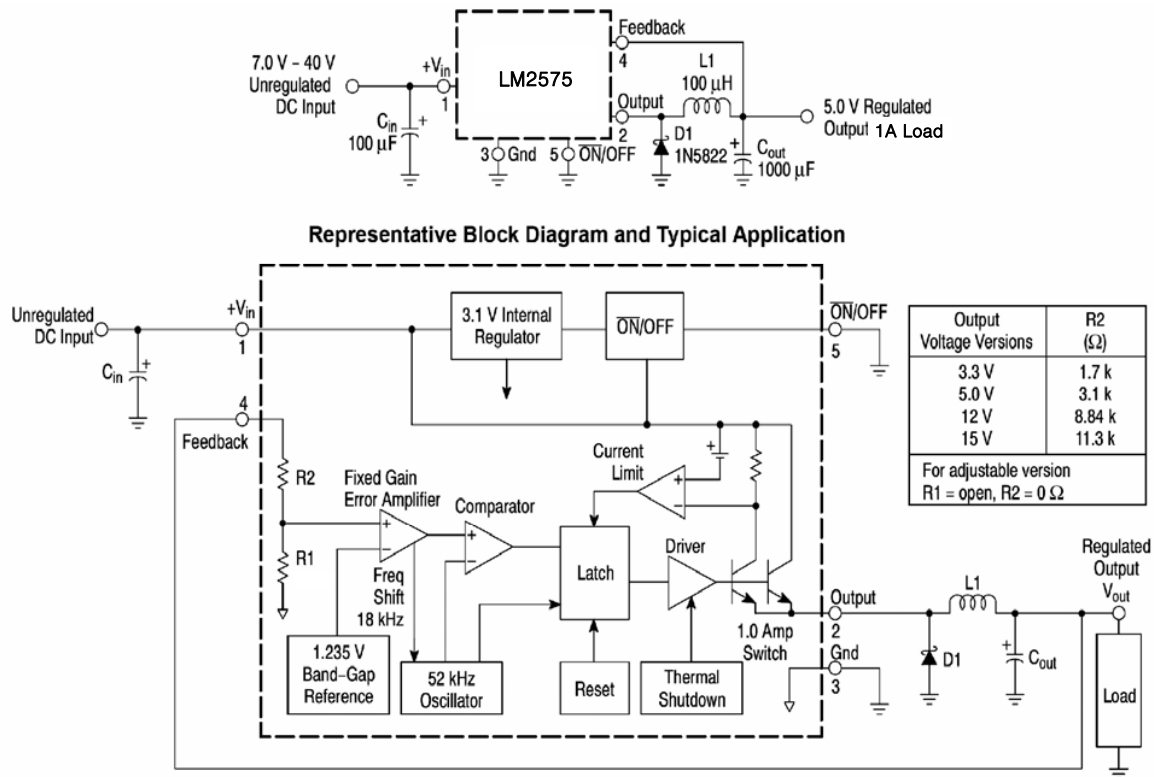 7.0 V – 40 V
Unregulated
DC Input
+Vin
1
Cin
+
100 µF
LM2575
3
Gnd
5
ON/OFF
Feedback
4
Output
2
L1
100 µH
D1
1N5822
+
Cout
1000 µF
5.0 V Regulated
Output 1A Load
Representative Block Diagram and Typical Application
Unregulated
DC Input
+Vin
1
Cin
+
4
Feedback
3.1 V Internal
Regulator
ON/OFF
ON/OFF
5
Output
Voltage Versions
R2
(Ω)
3.3 V
1.7 k
5.0 V
3.1 k
12 V
8.84 k
15 V
11.3 k
For adjustable version
R1 = open, R2 = 0 Ω
R2
R1
Fixed Gain
Error Amplifier
+
–
Comparator
+
–
Current
Limit
+
+
–
Freq
Shift
18 kHz
Latch
Driver
1.0 Amp
Switch
1.235 V
Band–Gap
Reference
52 kHz
Oscillator
Reset
Thermal
Shutdown
Output
2
Gnd
3
D1
L1
+
Cout
Regulated
Output
Vout
Load